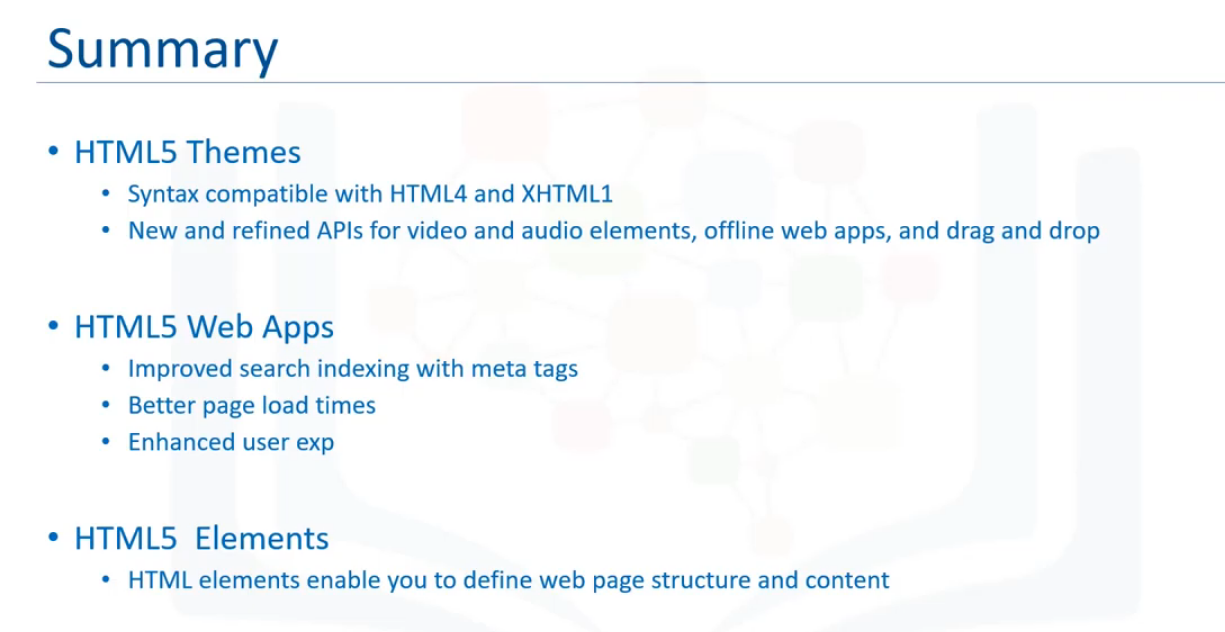 Summary
• HTML5 Themes
• Syntax compatible with HTML4 and XHTML1
• New and refined APIs for video and audio elements, offline web apps, and drag and drop
• HTML5 Web Apps
• Improved search indexing with meta tags
• Better page load times
• Enhanced user exp
• HTML5  Elements
• HTML elements enable you to define web page structure and content